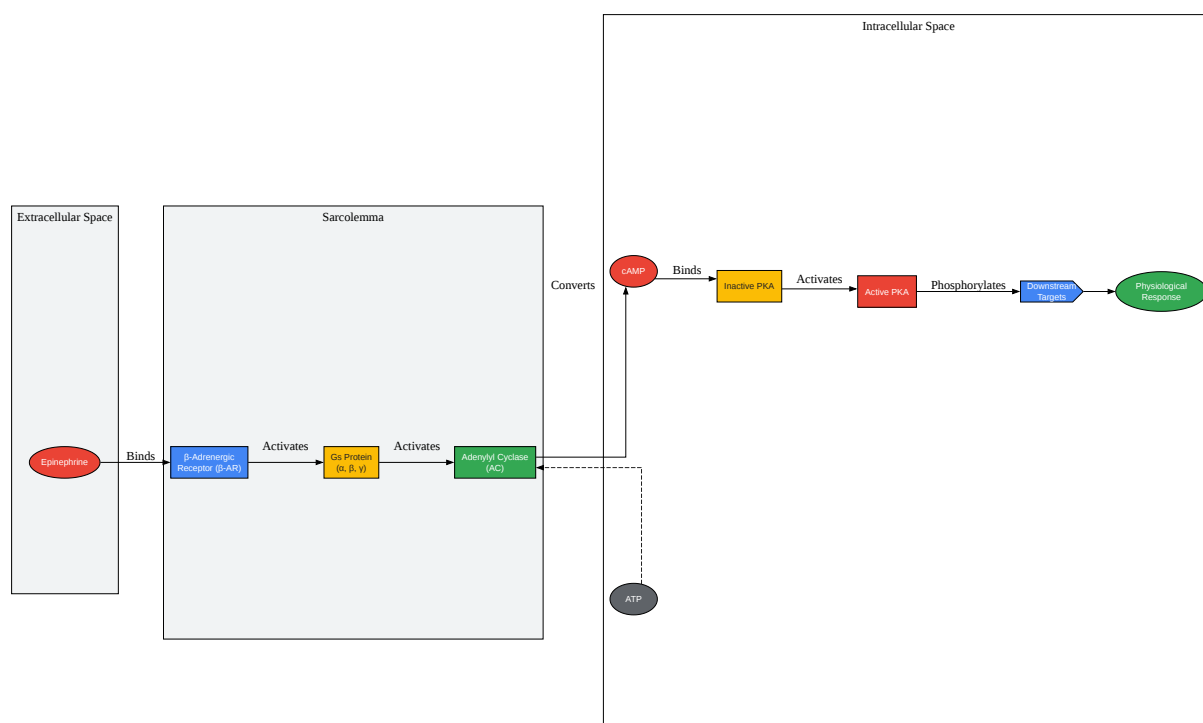 Intracellular Space
Extracellular Space
Sarcolemma
cAMP
Binds
Inactive PKA
Activates
Active PKA
Phosphorylates
Downstream
Targets
Physiological
Response
Converts
Epinephrine
Binds
β-Adrenergic
Receptor (β-AR)
Activates
Gs Protein
(α, β, γ)
Activates
Adenylyl Cyclase
(AC)
ATP